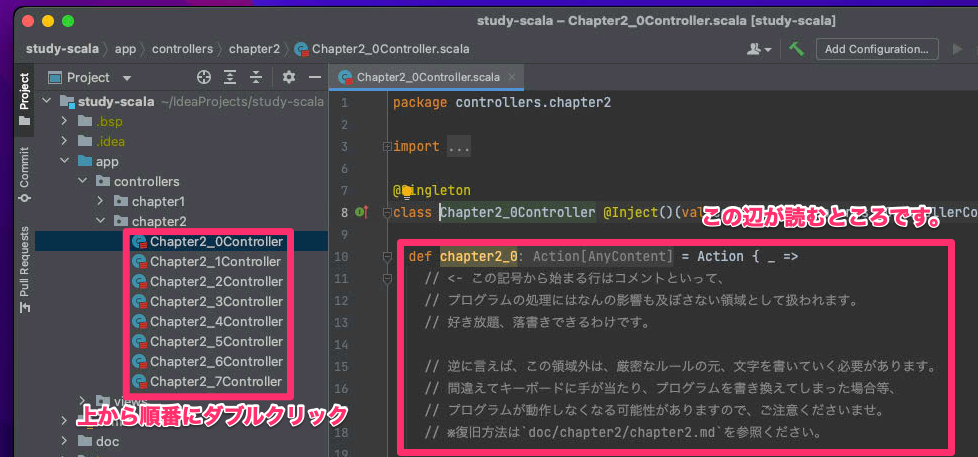 study-scala – Chapter2_0Controller.scala [study-scala]
study-scala 〉 app 〉 controllers 〉 chapter2 〉 Chapter2_0Controller.scala
Add Configuration...
Project
Chapter2_0Controller.scala
Project
Commit
Pull Requests
study-scala ~/IdeaProjects/study-scala
.bsp
.idea
app
controllers
chapter1
chapter2
Chapter2_0Controller
Chapter2_1Controller
Chapter2_2Controller
Chapter2_3Controller
Chapter2_4Controller
Chapter2_5Controller
Chapter2_6Controller
Chapter2_7Controller
views
上から順番にダブルクリック
doc
1 package controllers.chapter2
2
3 import ...
6
7 @Singleton
8 class Chapter2_0Controller @Inject()(val
この辺が読むところです。
9
10 def chapter2_0: Action[AnyContent] = Action { _ =>
11 // <- この記号から始まる行はコメントといって、
12 // プログラムの処理にはなんの影響も及ぼさない領域として扱われます。
13 // 好き放題、落書きできるわけです。
14
15 // 逆に言えば、この領域外は、厳密なルールの元、文字を書いていく必要があります。
16 // 間違えてキーボードに手が当たり、プログラムを書き換えてしまった場合等、
17 // プログラムが動作しなくなる可能性がありますので、ご注意くださいませ。
18 // ※復旧方法は`doc/chapter2/chapter2.md`を参照ください。
19